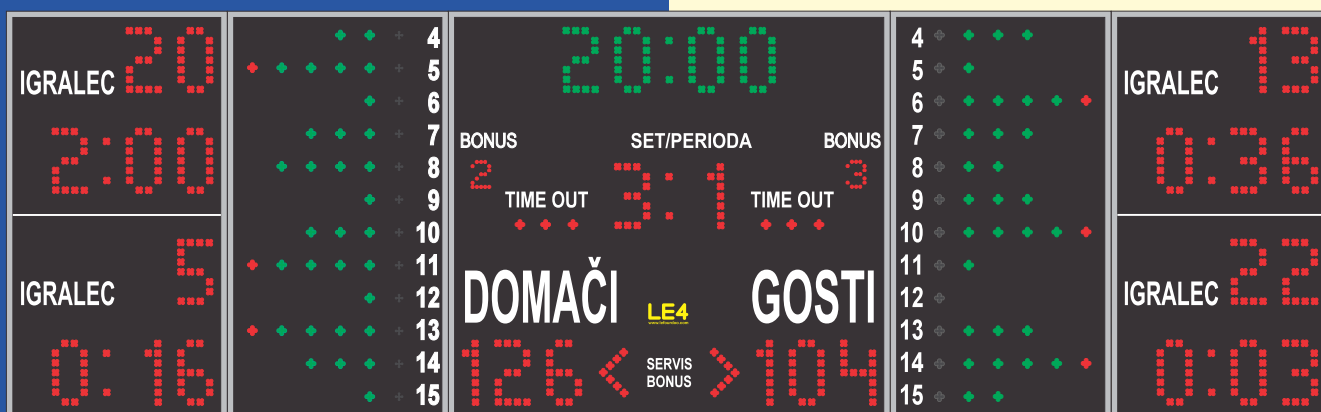 IGRALEC 20
2:00
IGRALEC 5
0:16
4
5
6
7
8
9
10
11
12
13
14
15
20:00
BONUS SET/PERIODA BONUS
2 3:1 3
TIME OUT TIME OUT
DOMAČI GOSTI
LE4
126 < SERVIS BONUS > 104
4
5
6
7
8
9
10
11
12
13
14
15
IGRALEC 13
0:36
IGRALEC 22
0:03